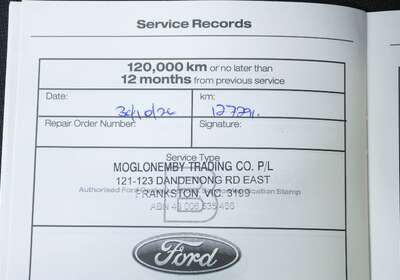 Service Records
120,000 km or no later than
12 months from previous service
Date:
km:
Repair Order Number:
Signature:
Service Type
MOGLONEMBY TRADING CO. P/L
121-123 DANDENONG RD EAST
FRANKSTON, VIC. 3199
Ford